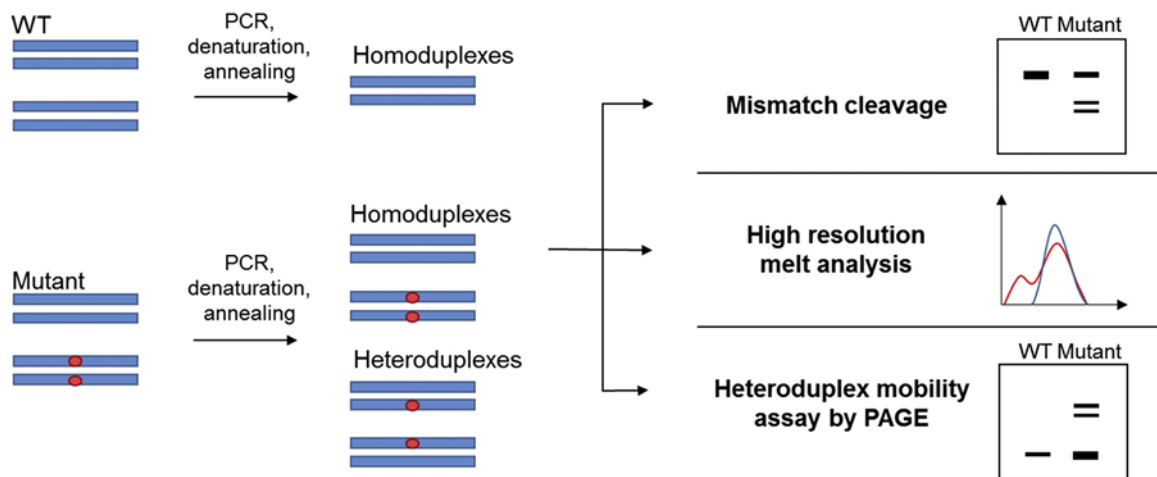 WT
PCR,
denaturation,
annealing
Homoduplexes
Mutant
PCR,
denaturation,
annealing
Homoduplexes
Heteroduplexes
Mismatch cleavage
WT Mutant
High resolution
melt analysis
Heteroduplex mobility
assay by PAGE
WT Mutant